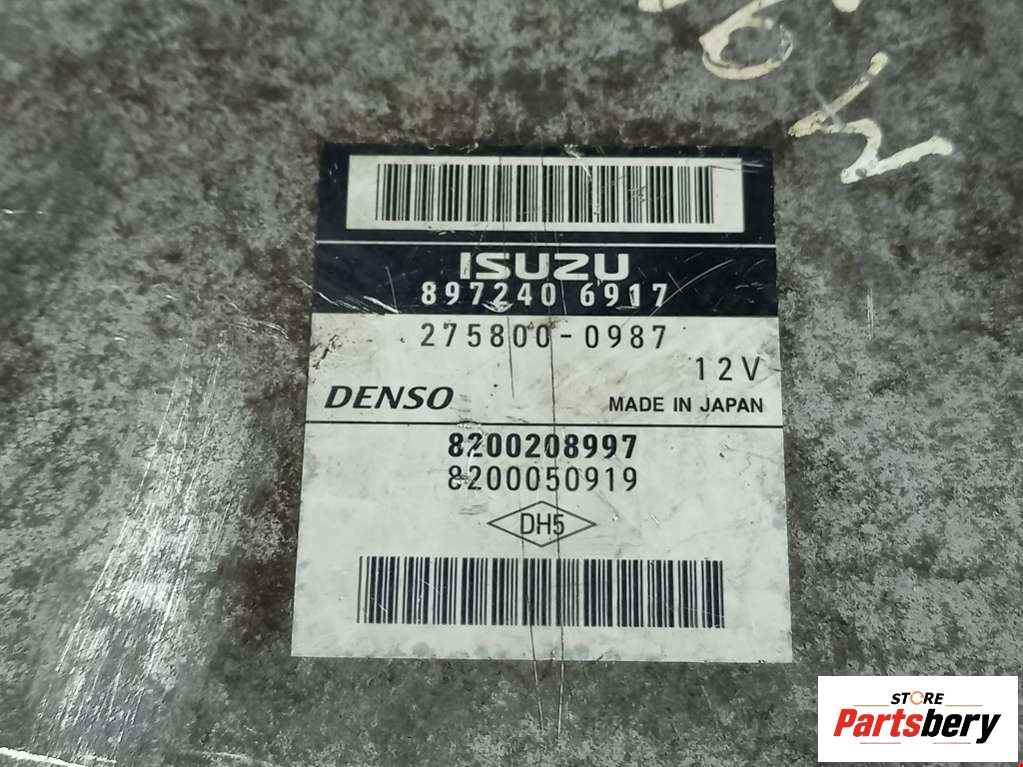 ISUZU
897240 6917
275800-0987
12V
DENSO MADE IN JAPAN
8200208997
8200050919
DH5
STORE
Partsbery